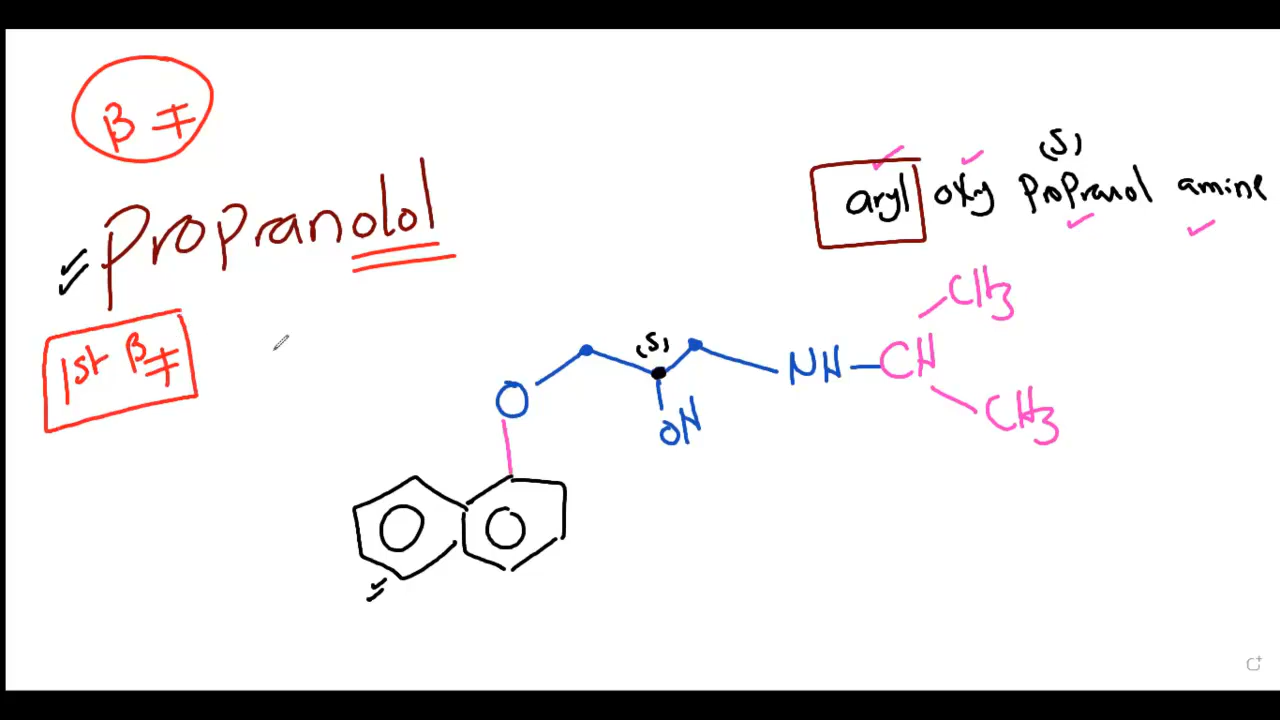 β ∓
Propranolol
1st β ∓
(S)
aryl oxy propranol amine
CH3
(S)
O
NH
CH
OH
CH3